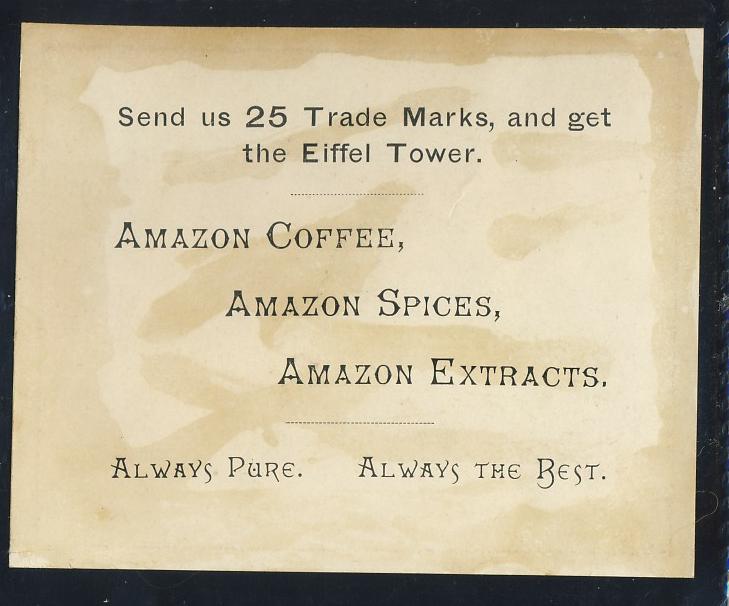 Send us 25 Trade Marks, and get
the Eiffel Tower.
AMAZON COFFEE,
AMAZON SPICES,
AMAZON EXTRACTS.
ALWAYS PURE. ALWAYS THE BEST.